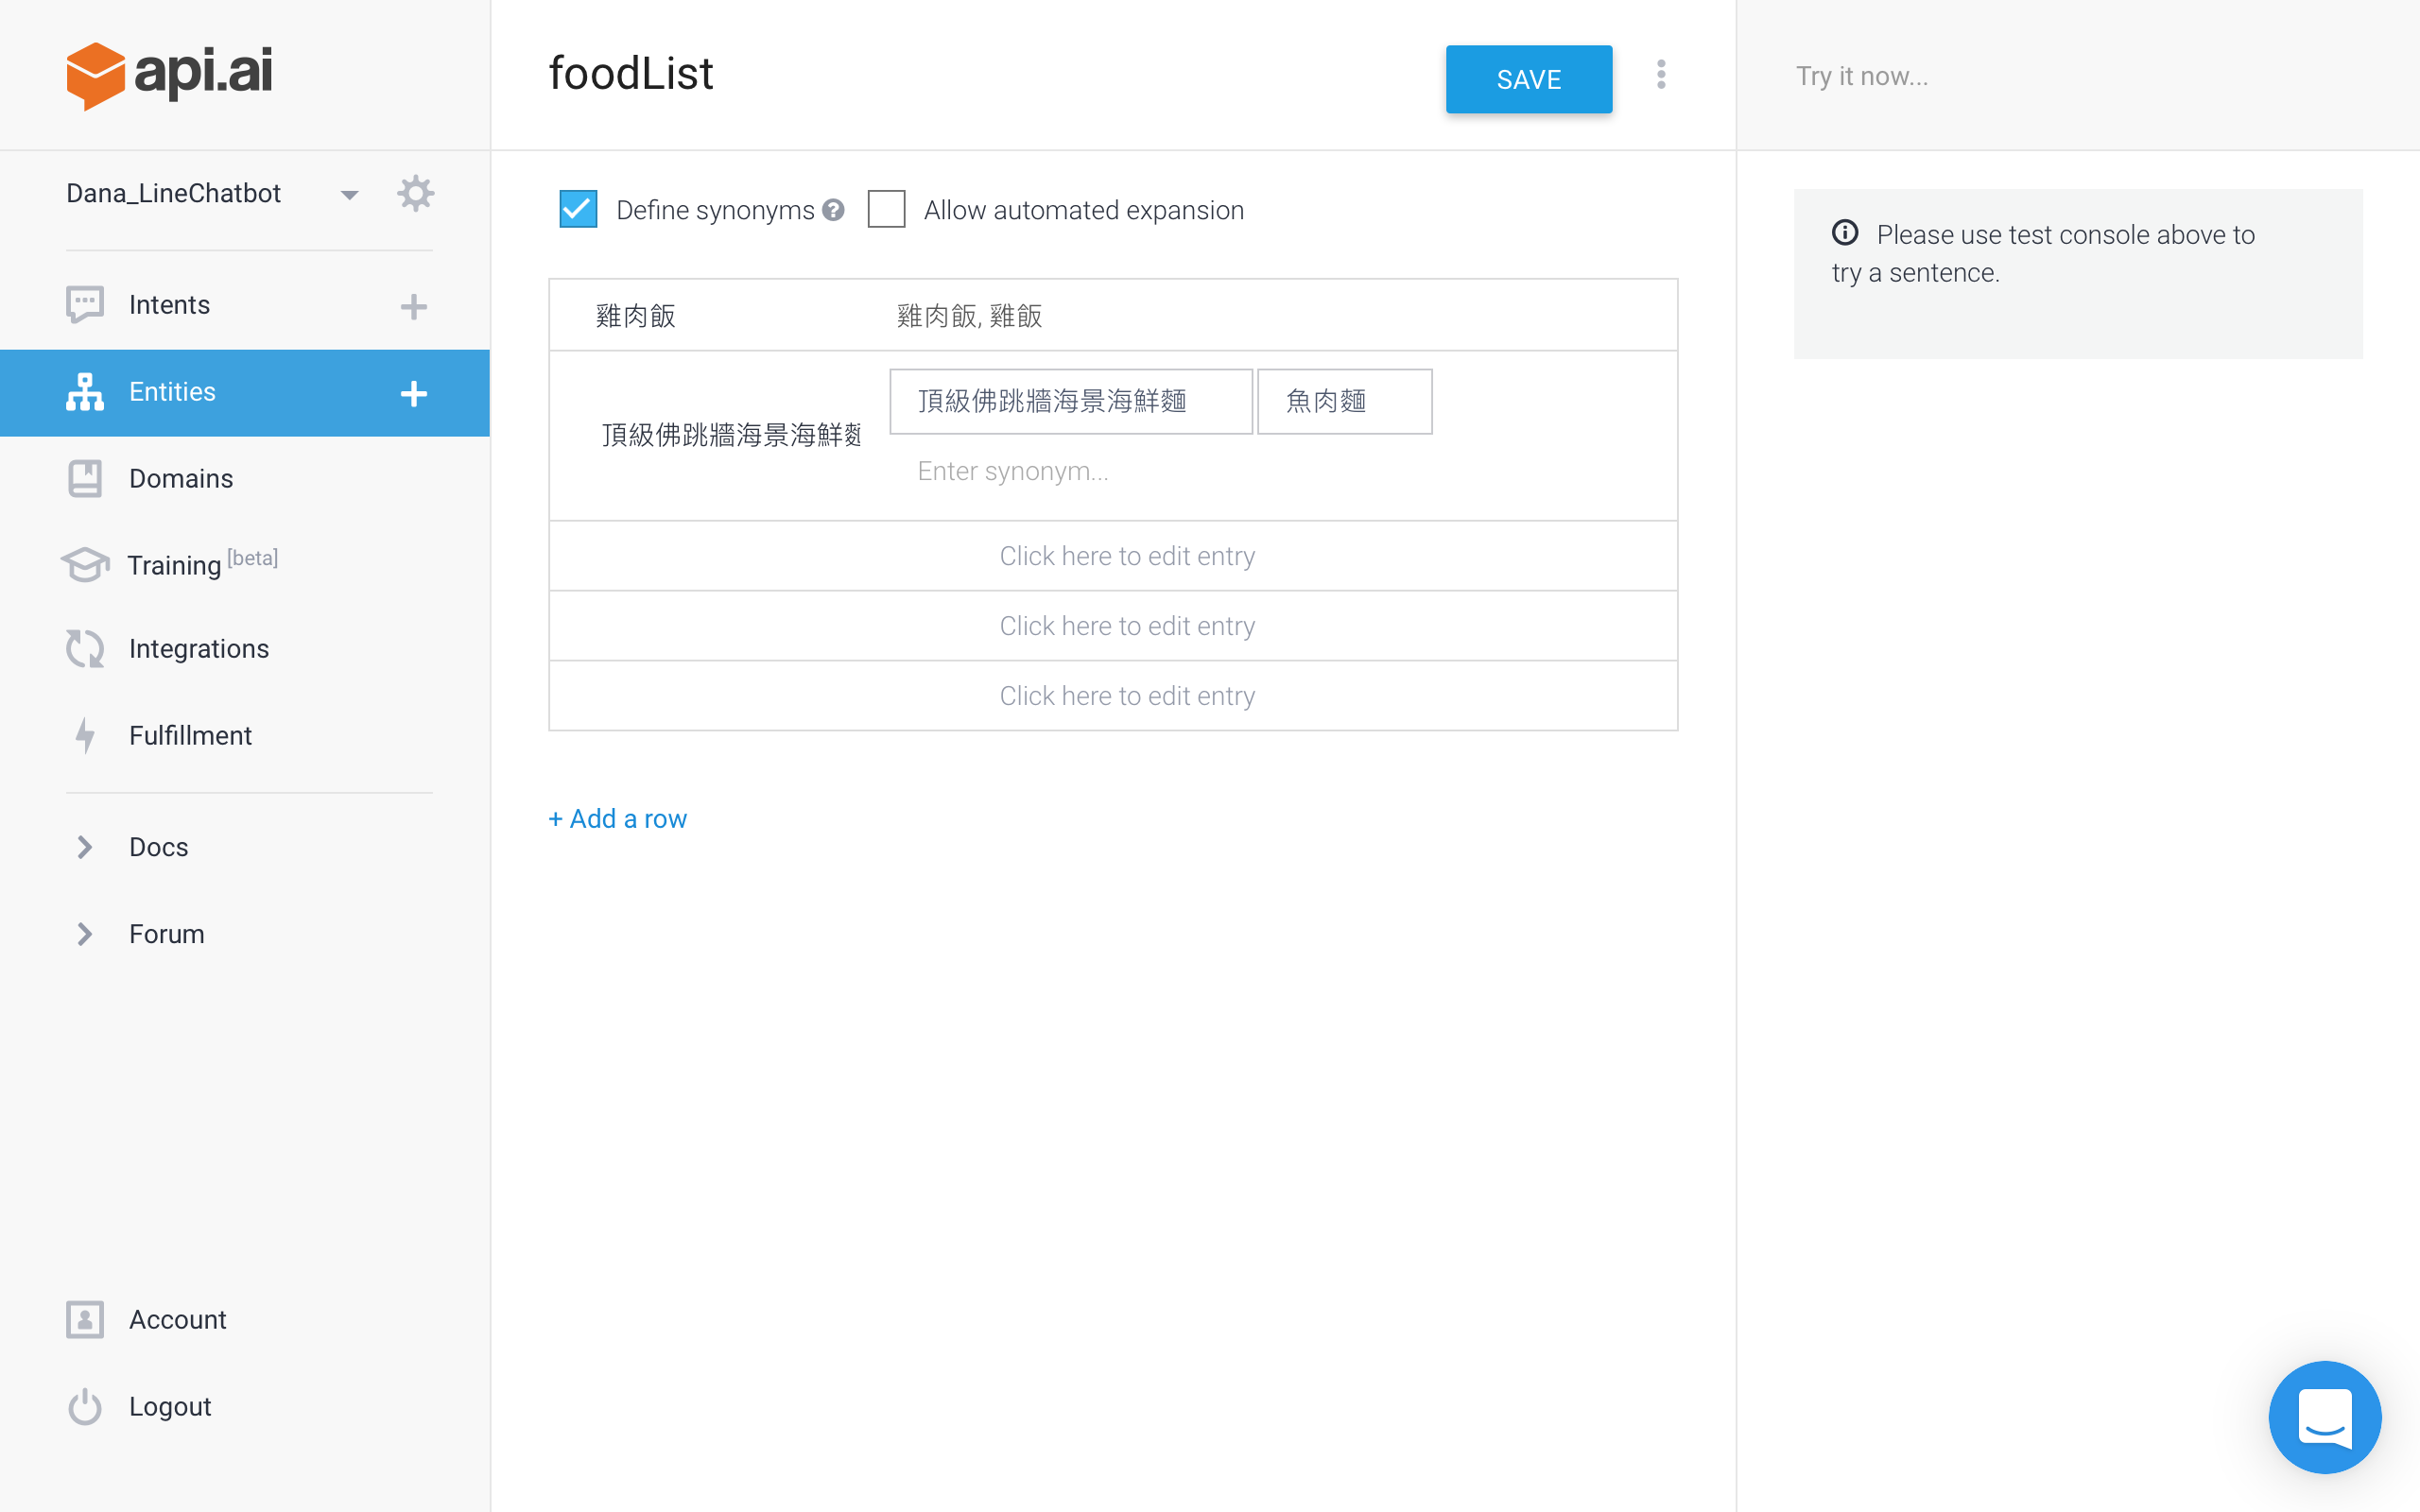 api.ai
foodList
SAVE
Try it now...
Dana_LineChatbot
Define synonyms ?
Allow automated expansion
Please use test console above to
try a sentence.
Intents
Entities
Domains
Training [beta]
Integrations
Fulfillment
Docs
Forum
Account
Logout
雞肉飯
雞肉飯, 雞飯
頂級佛跳牆海景海鮮麵
頂級佛跳牆海景海鮮麵
魚肉麵
Enter synonym...
Click here to edit entry
Click here to edit entry
Click here to edit entry
+ Add a row